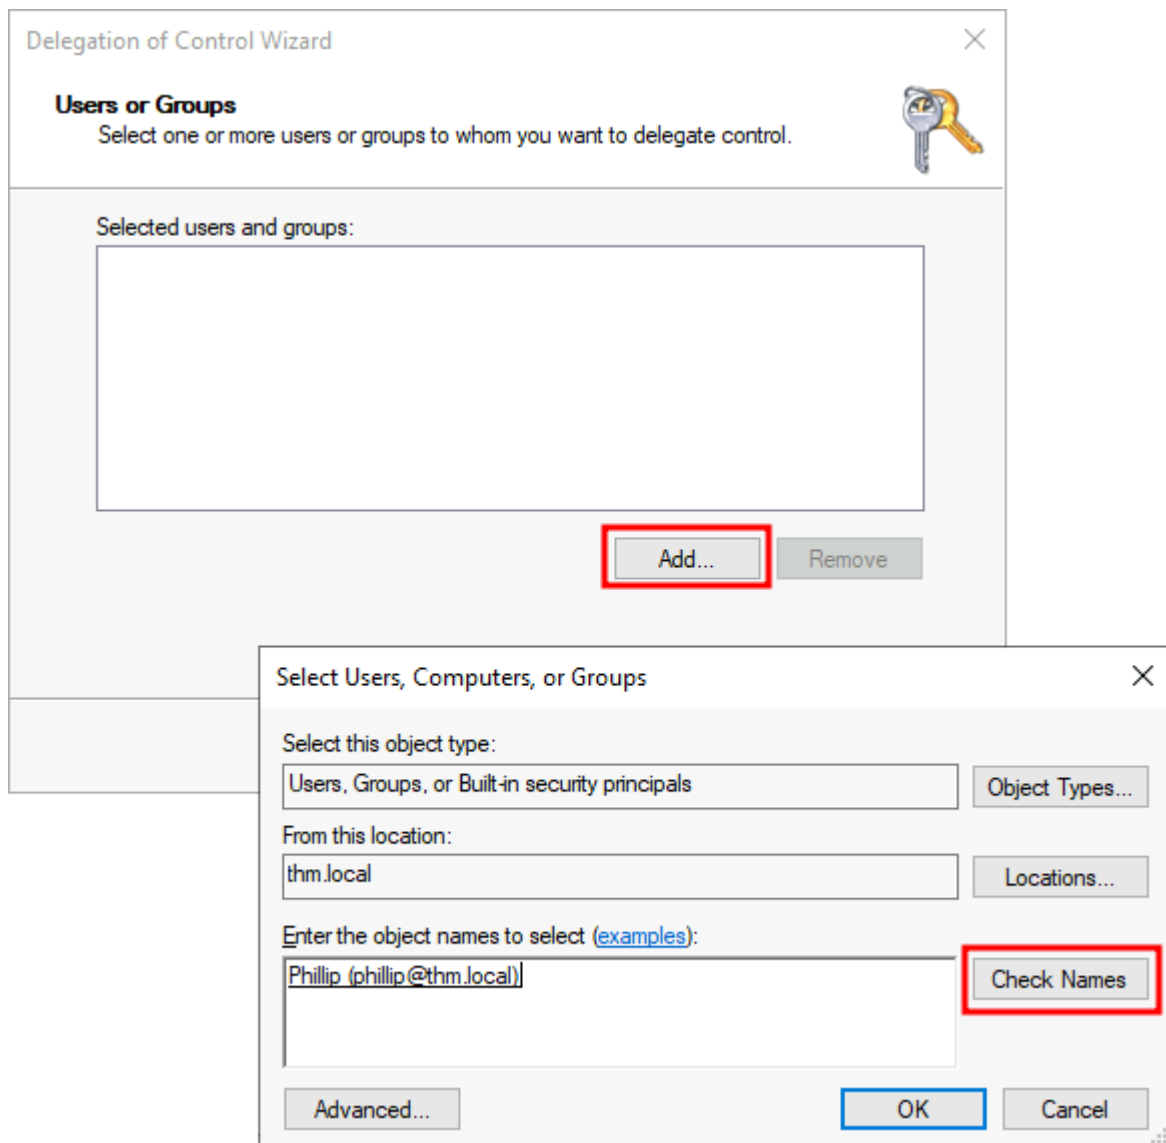 Delegation of Control Wizard
Users or Groups
Select one or more users or groups to whom you want to delegate control.
Selected users and groups:
Add...
Remove
Select Users, Computers, or Groups
Select this object type:
Users, Groups, or Built-in security principals
Object Types...
From this location:
thm.local
Locations...
Enter the object names to select (examples):
Phillip (phillip@thm.local)
Check Names
Advanced...
OK
Cancel